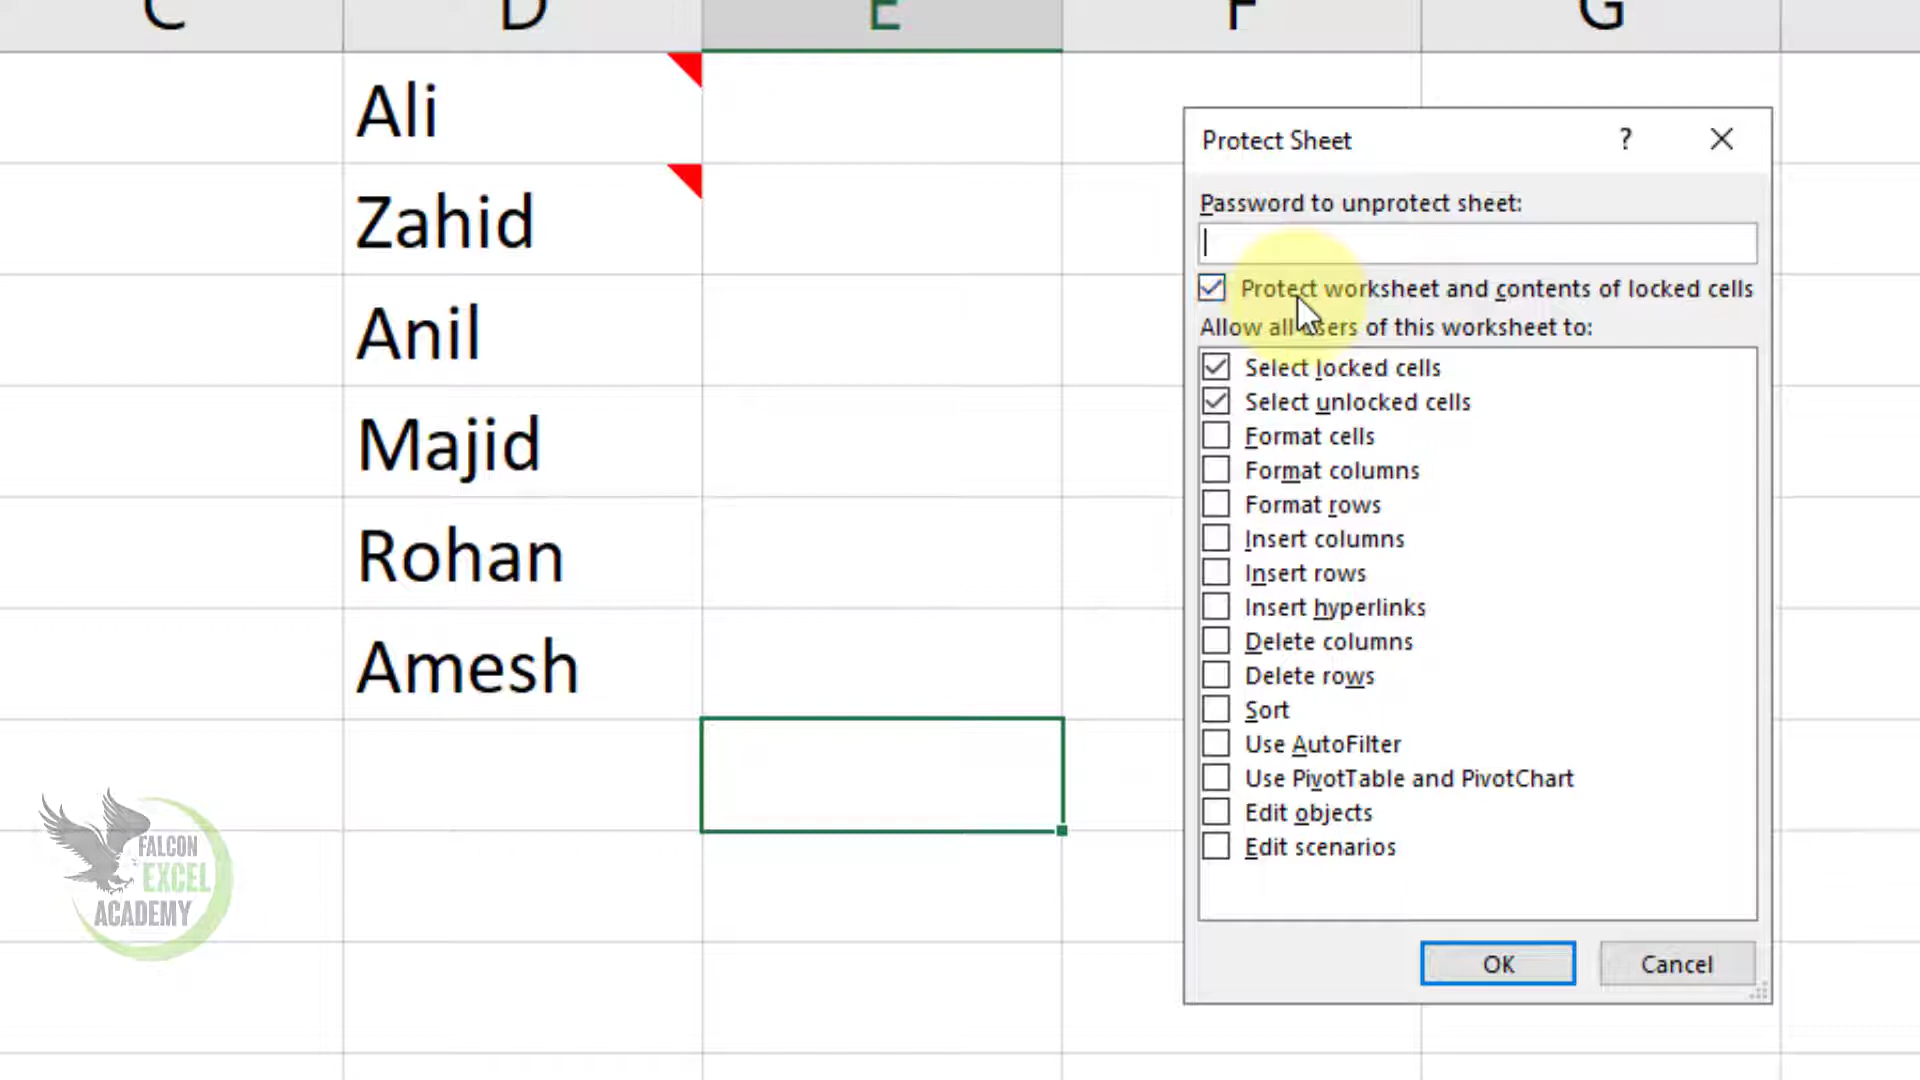 C D E F G
Ali
Zahid
Anil
Majid
Rohan
Amesh
Protect Sheet ?
Password to unprotect sheet:
Protect worksheet and contents of locked cells
Allow all users of this worksheet to:
Select locked cells
Select unlocked cells
Format cells
Format columns
Format rows
Insert columns
Insert rows
Insert hyperlinks
Delete columns
Delete rows
Sort
Use AutoFilter
Use PivotTable and PivotChart
Edit objects
Edit scenarios
OK Cancel
FALCON
EXCEL
ACADEMY